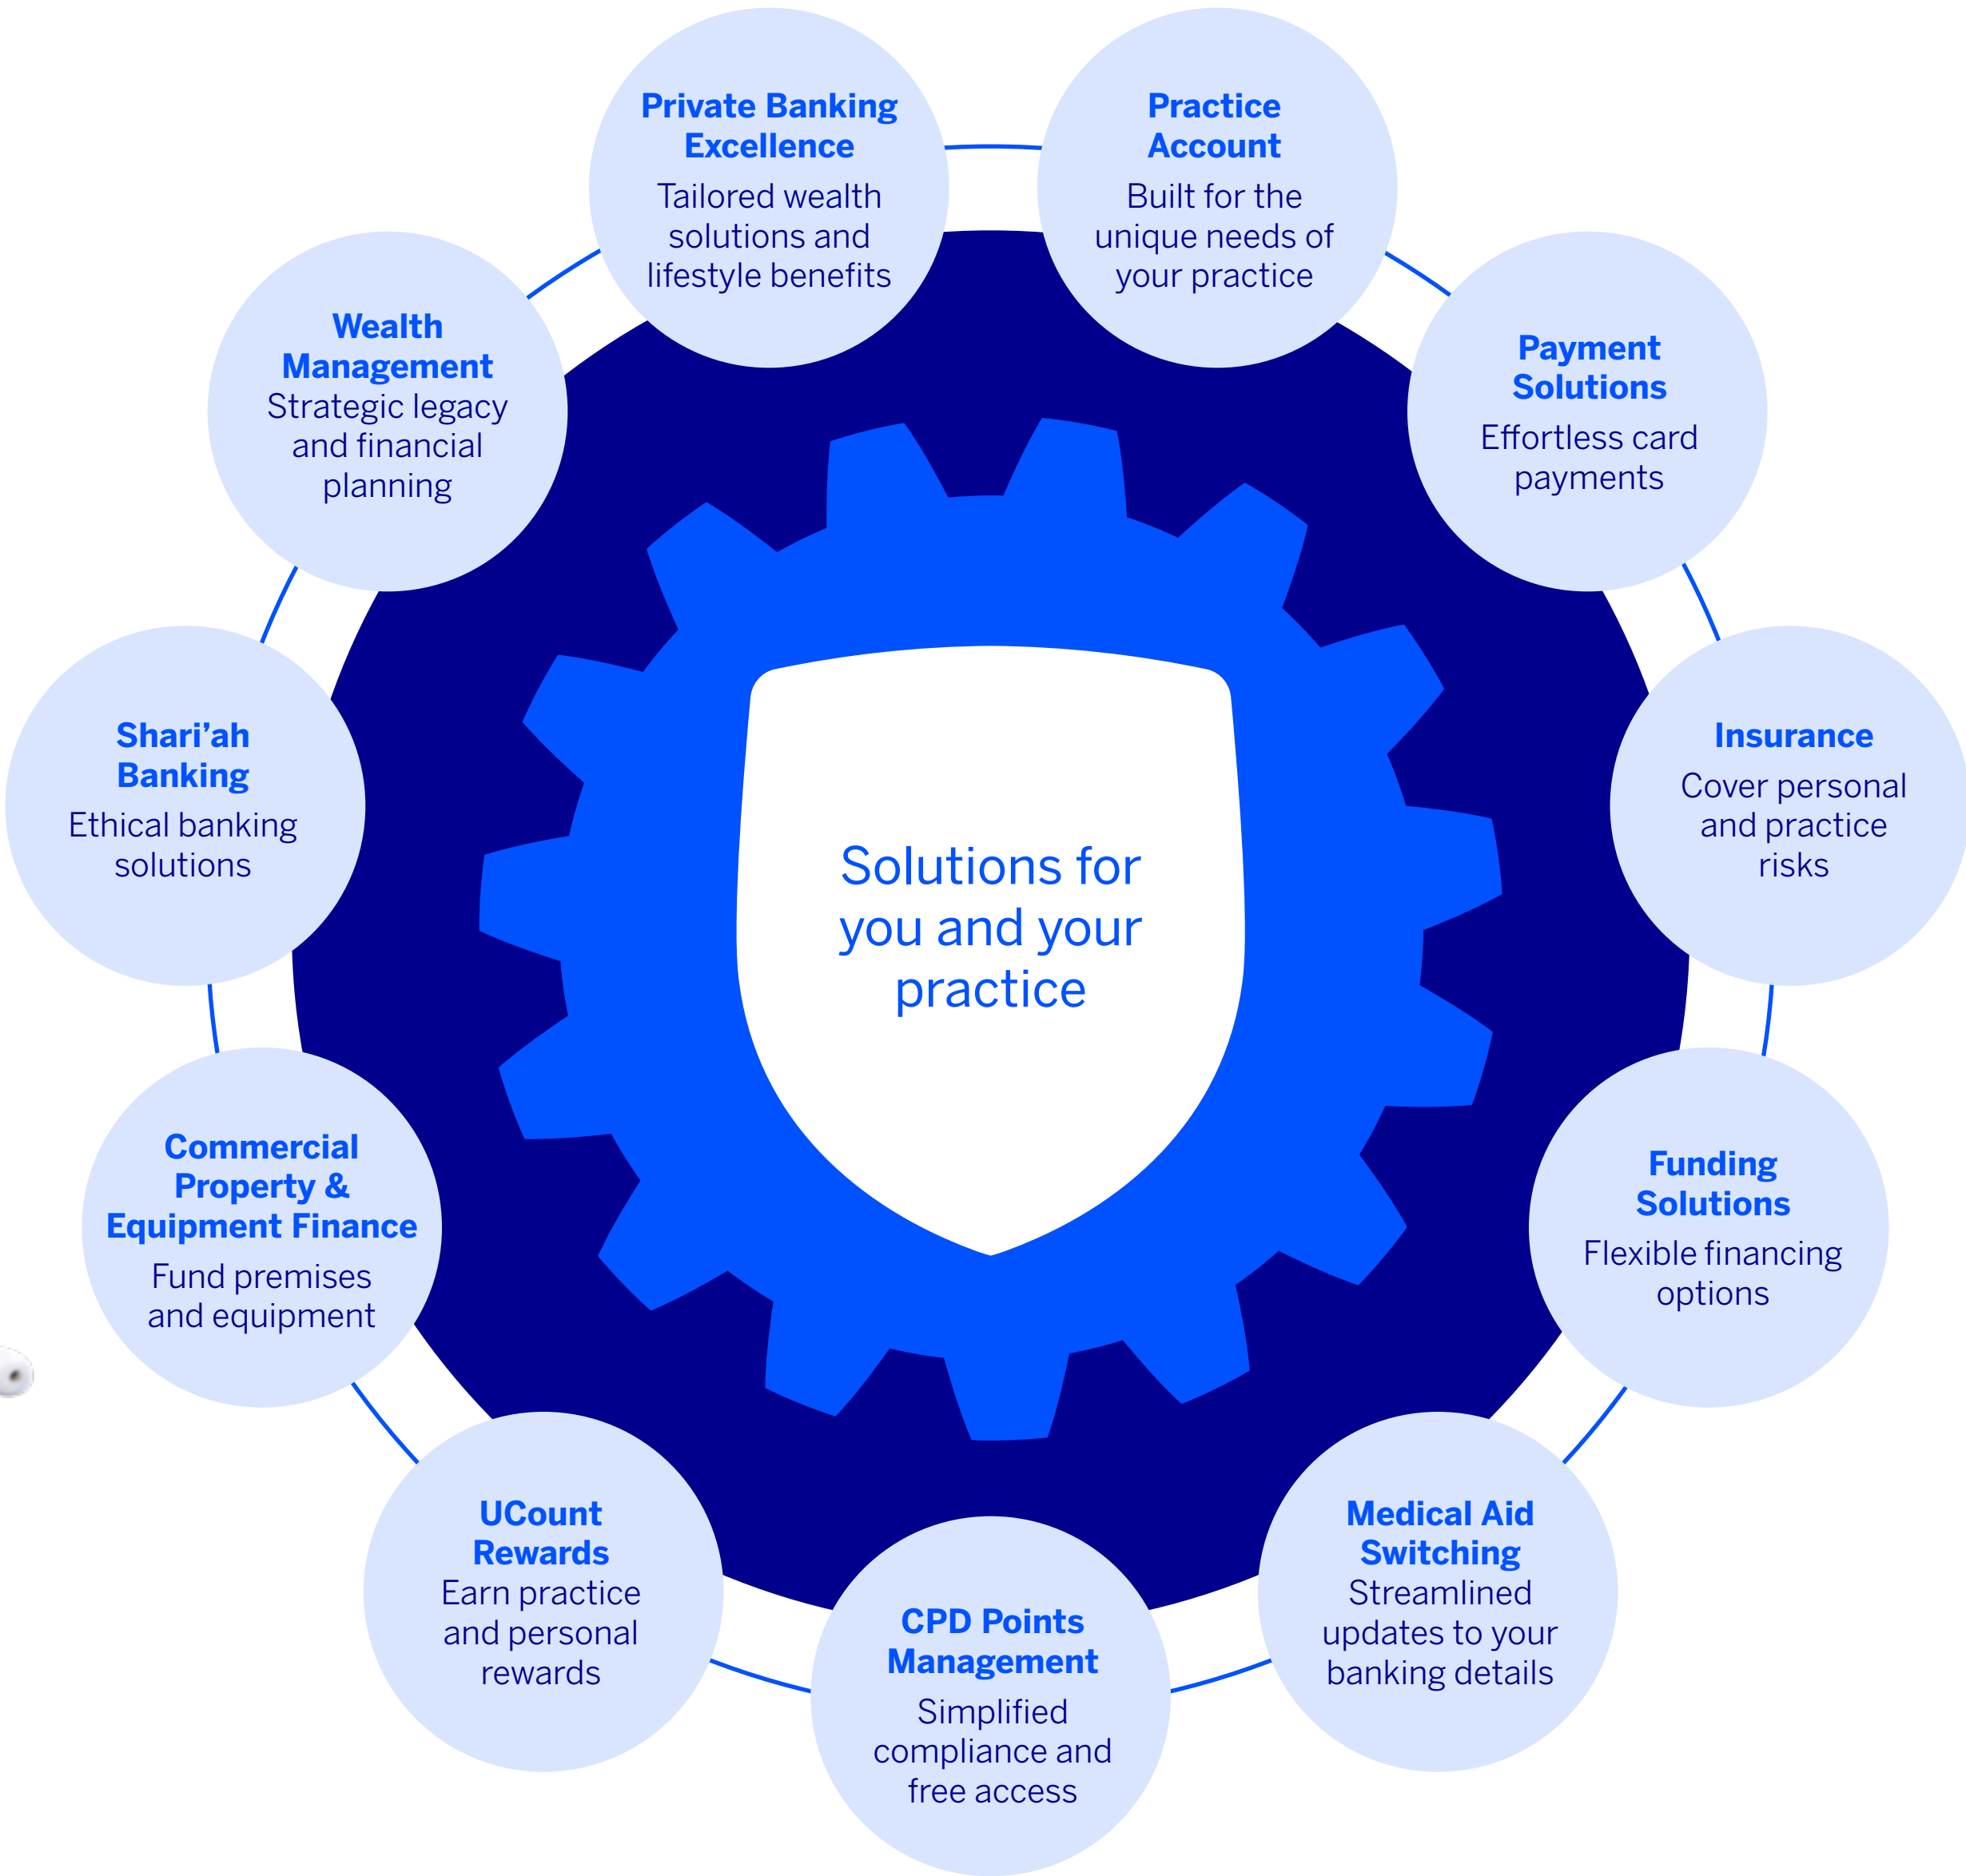 Private Banking
Excellence
Tailored wealth
solutions and
lifestyle benefits
Practice
Account
Built for the
unique needs of
your practice
Payment
Solutions
Effortless card
payments
Insurance
Cover personal
and practice
risks
Funding
Solutions
Flexible financing
options
Medical Aid
Switching
Streamlined
updates to your
banking details
CPD Points
Management
Simplified
compliance and
free access
UCount
Rewards
Earn practice
and personal
rewards
Commercial
Property &
Equipment Finance
Fund premises
and equipment
Shari’ah
Banking
Ethical banking
solutions
Wealth
Management
Strategic legacy
and financial
planning
Solutions for
you and your
practice